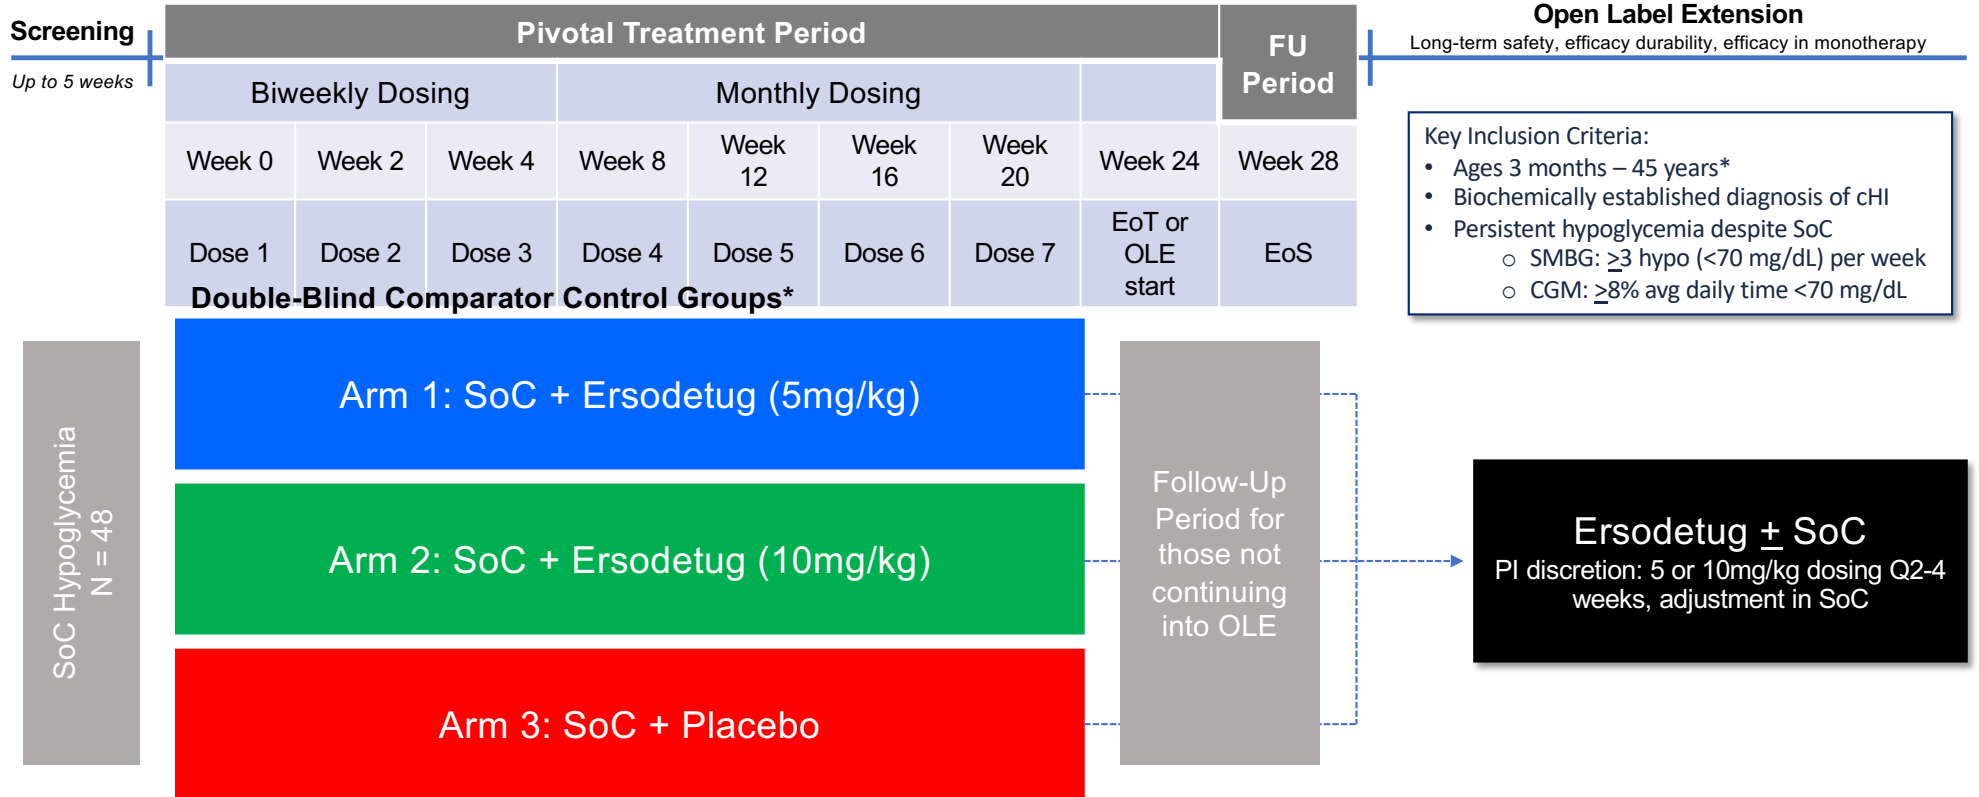 Screening
Up to 5 weeks
Pivotal Treatment Period
FU
Period
Open Label Extension
Long-term safety, efficacy durability, efficacy in monotherapy
Biweekly Dosing
Monthly Dosing
Week 0
Week 2
Week 4
Week 8
Week
12
Week
16
Week
20
Week 24
Week 28
Dose 1
Dose 2
Dose 3
Dose 4
Dose 5
Dose 6
Dose 7
EoT or
OLE
start
EoS
Key Inclusion Criteria:
• Ages 3 months – 45 years*
• Biochemically established diagnosis of cHI
• Persistent hypoglycemia despite SoC
o SMBG: >3 hypo (<70 mg/dL) per week
o CGM: >8% avg daily time <70 mg/dL
Double-Blind Comparator Control Groups*
SoC Hypoglycemia
N = 48
Arm 1: SoC + Ersodetug (5mg/kg)
Arm 2: SoC + Ersodetug (10mg/kg)
Arm 3: SoC + Placebo
Follow-Up
Period for
those not
continuing
into OLE
Ersodetug + SoC
PI discretion: 5 or 10mg/kg dosing Q2-4
weeks, adjustment in SoC